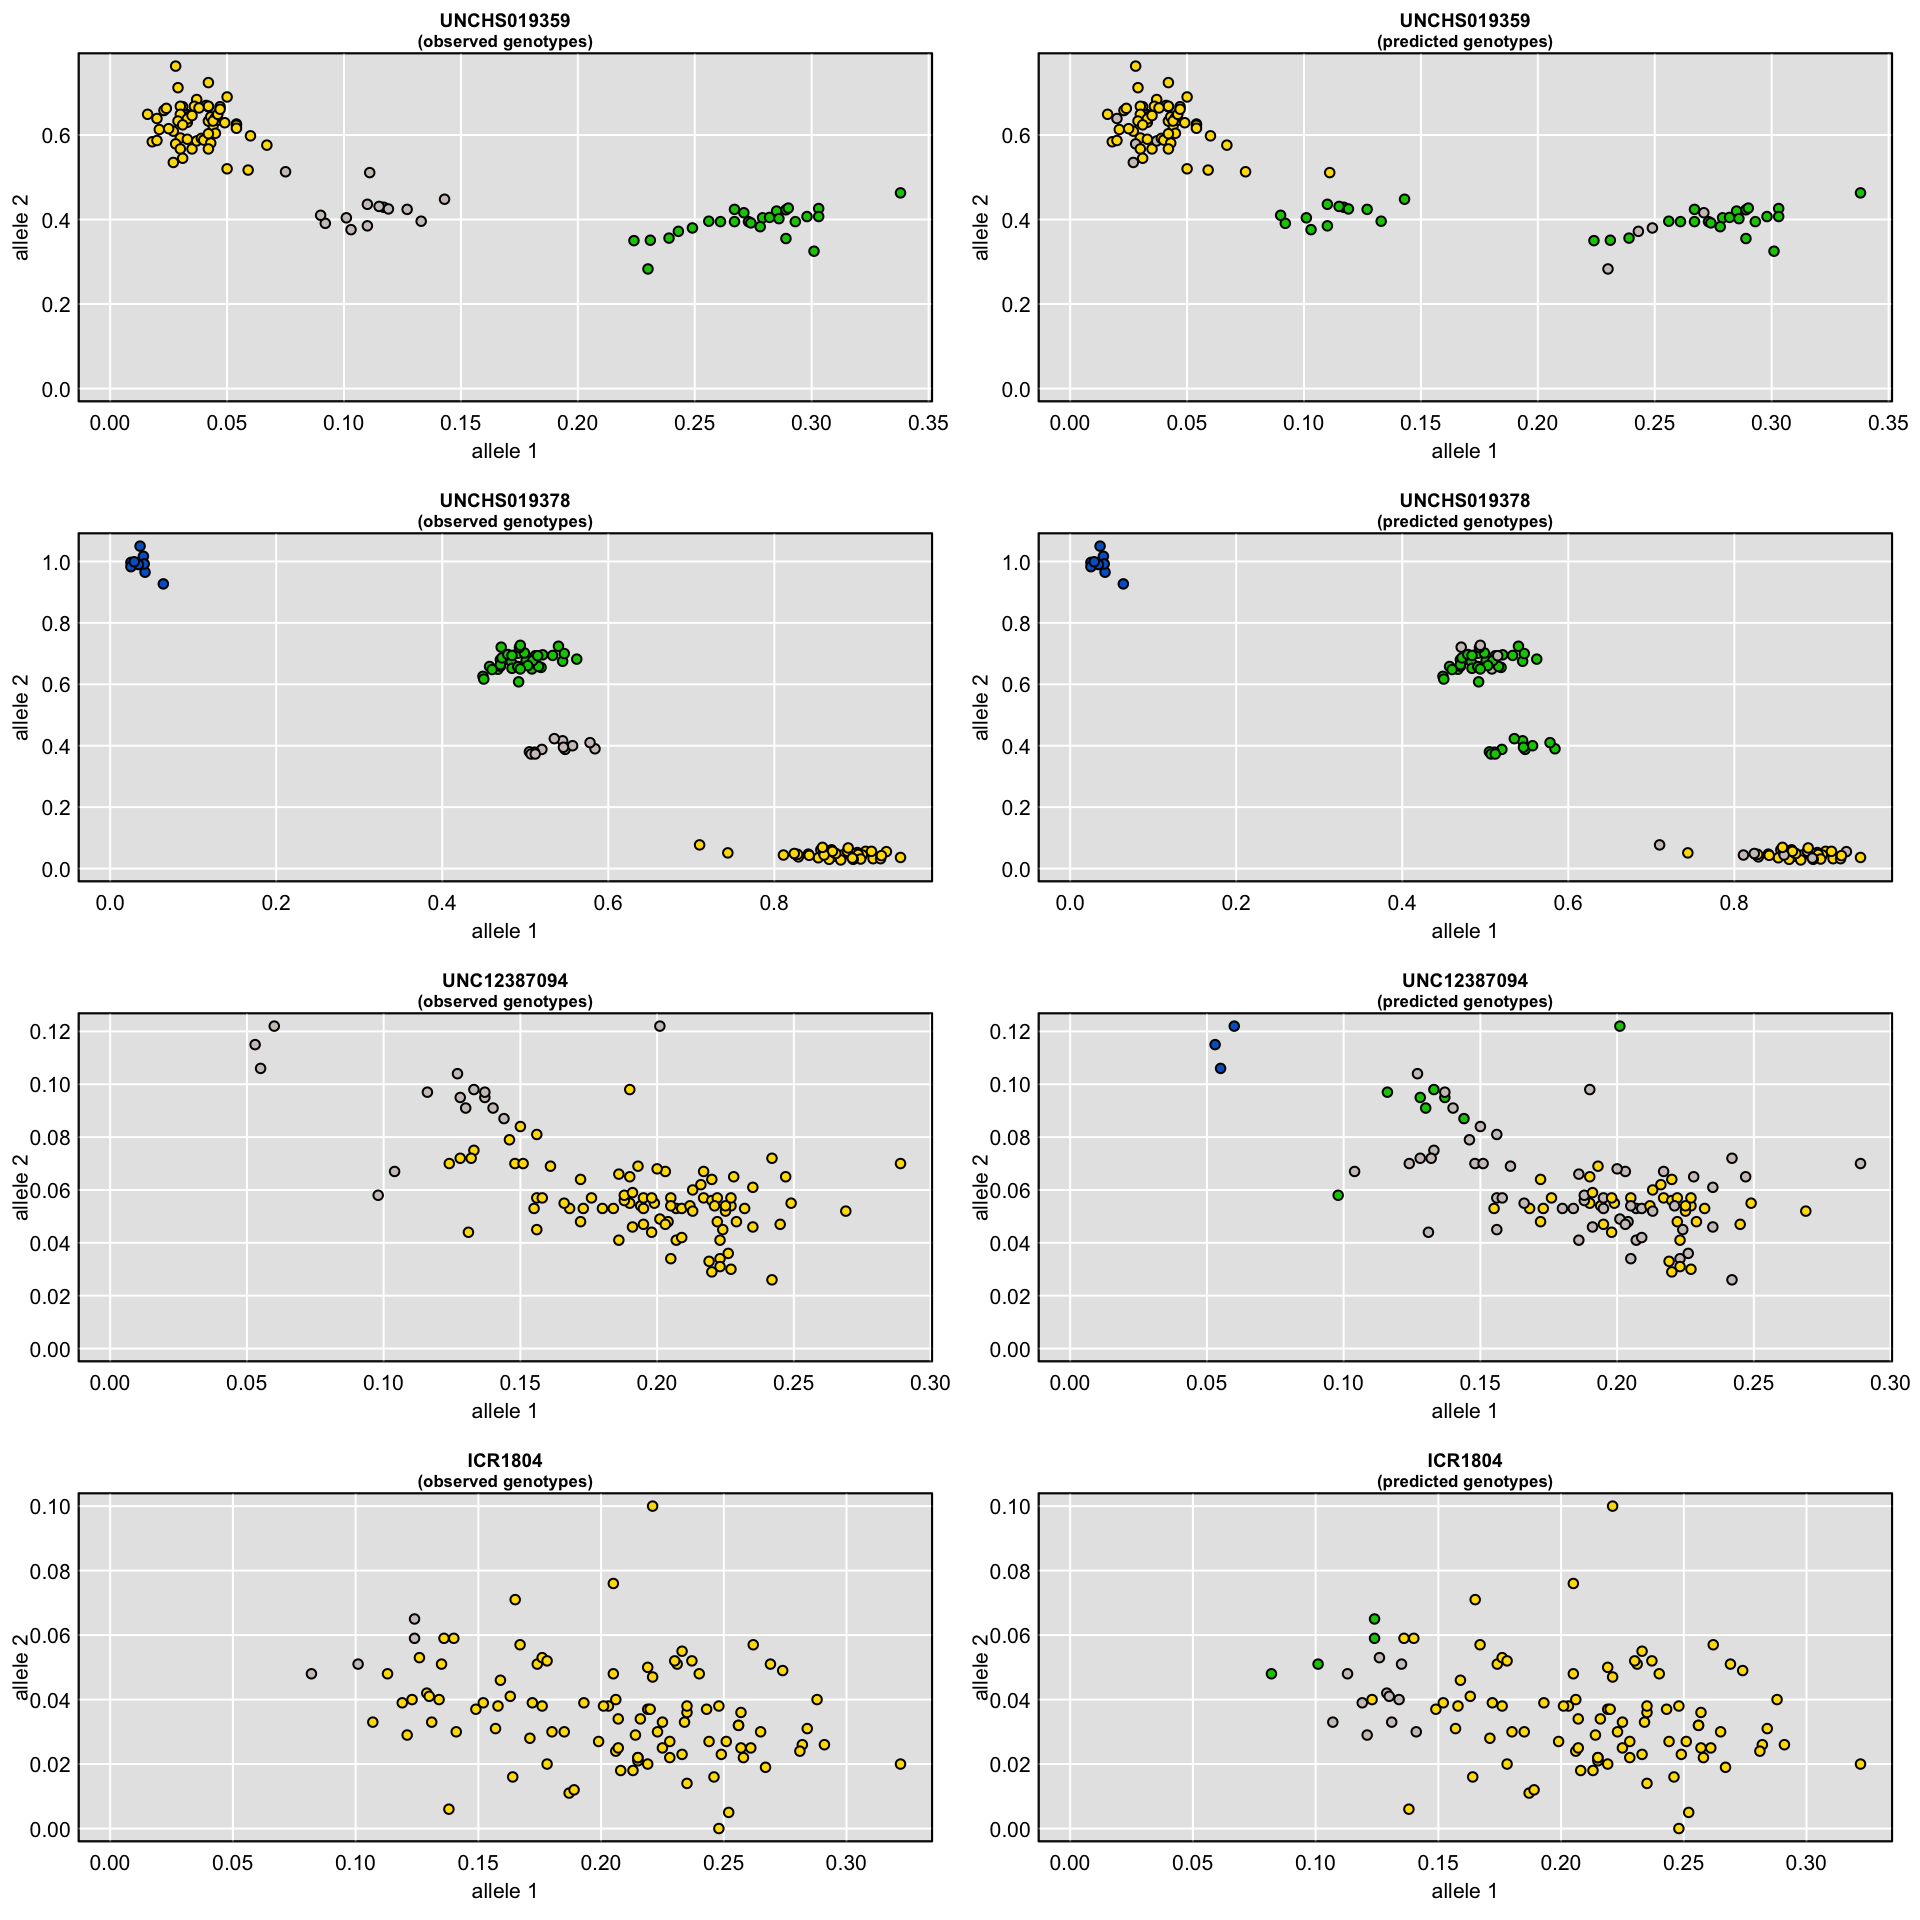 UNCHS019359
(observed genotypes)
allele 2
0.6
0.4
0.2
0.0
0.00 0.05 0.10 0.15 0.20 0.25 0.30 0.35
allele 1
UNCHS019359
(predicted genotypes)
allele 2
0.6
0.4
0.2
0.0
0.00 0.05 0.10 0.15 0.20 0.25 0.30 0.35
allele 1
UNCHS019378
(observed genotypes)
allele 2
1.0
0.8
0.6
0.4
0.2
0.0
0.0 0.2 0.4 0.6 0.8
allele 1
UNCHS019378
(predicted genotypes)
allele 2
1.0
0.8
0.6
0.4
0.2
0.0
0.0 0.2 0.4 0.6 0.8
allele 1
UNC12387094
(observed genotypes)
allele 2
0.12
0.10
0.08
0.06
0.04
0.02
0.00
0.00 0.05 0.10 0.15 0.20 0.25 0.30
allele 1
UNC12387094
(predicted genotypes)
allele 2
0.12
0.10
0.08
0.06
0.04
0.02
0.00
0.00 0.05 0.10 0.15 0.20 0.25 0.30
allele 1
ICR1804
(observed genotypes)
allele 2
0.10
0.08
0.06
0.04
0.02
0.00
0.00 0.05 0.10 0.15 0.20 0.25 0.30
allele 1
ICR1804
(predicted genotypes)
allele 2
0.10
0.08
0.06
0.04
0.02
0.00
0.00 0.05 0.10 0.15 0.20 0.25 0.30
allele 1